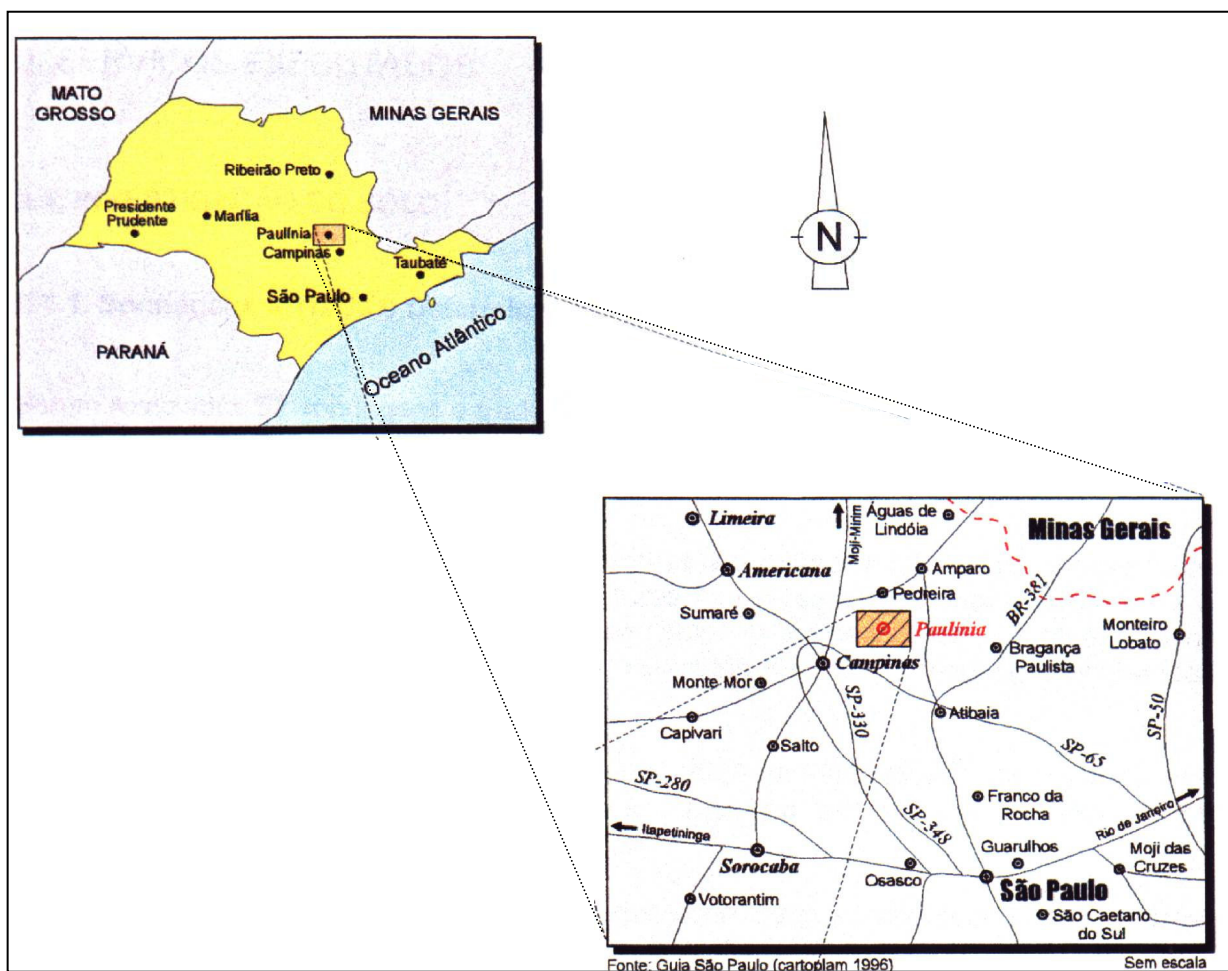 MATO
GROSSO
MINAS GERAIS
Ribeirão Preto
Presidente
Prudente
Marília
Paulínia
Campinas
Taubaté
São Paulo
PARANÁ
Oceano Atlântico
N
Limeira
Moji-Mirim
Águas de
Lindóia
Minas Gerais
Americana
Amparo
Pedreira
BR-381
Sumaré
Paulínia
Monteiro
Lobato
Bragança
Paulista
Campinas
Monte Mor
SP-330
Atibaia
SP-50
Capivari
Salto
SP-65
SP-280
Franco da
Rocha
Rio de Janeiro
SP-348
Itapetininga
Guarulhos
Moji das
Cruzes
Sorocaba
Osasco
São Paulo
Votorantim
São Caetano
do Sul
Fonte: Guia São Paulo (cartoplam 1996)
Sem escala